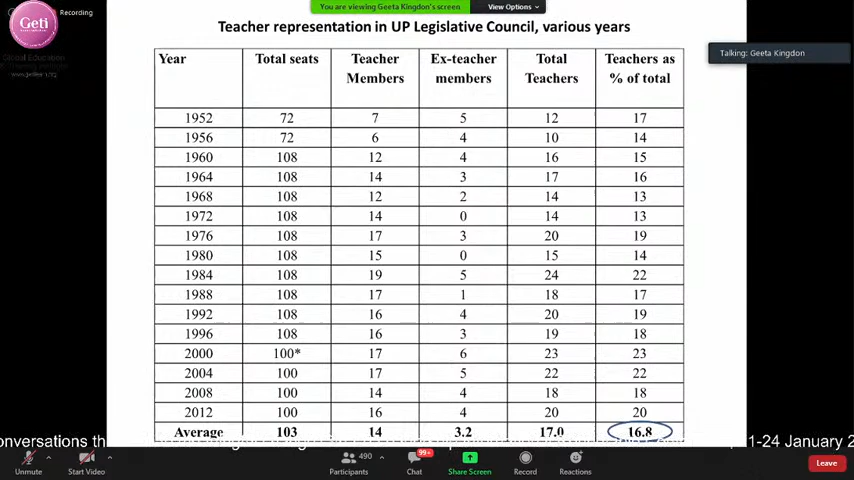 You are viewing Geeta Kingdon's screen View Options
Recording
Geti
www.getilearn.org
Talking: Geeta Kingdon
Teacher representation in UP Legislative Council, various years
Year Total seats Teacher Members Ex-teacher members Total Teachers Teachers as % of total
1952 72 7 5 12 17
1956 72 6 4 10 14
1960 108 12 4 16 15
1964 108 14 3 17 16
1968 108 12 2 14 13
1972 108 14 0 14 13
1976 108 17 3 20 19
1980 108 15 0 15 14
1984 108 19 5 24 22
1988 108 17 1 18 17
1992 108 16 4 20 19
1996 108 16 3 19 18
2000 100* 17 6 23 23
2004 100 17 5 22 22
2008 100 14 4 18 18
2012 100 16 4 20 20
Average 103 14 3.2 17.0 16.8
1-24 January 2
Unmute Start Video Participants 490 Chat 99+ Share Screen Record Reactions Leave